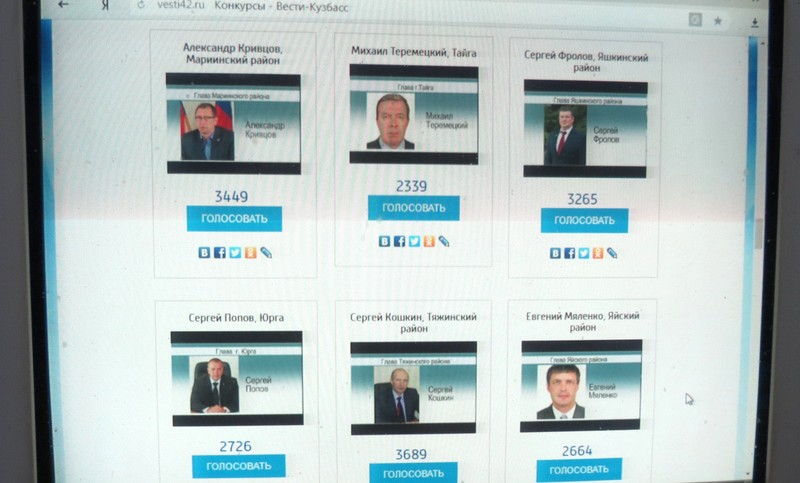 vesti42.ru Конкурсы - Вести-Кузбасс
Александр Кривцов,
Мариинский район
Глава Мариинского района
Александр
Кривцов
3449
ГОЛОСОВАТЬ
Михаил Теремецкий, Тайга
Глава г.Тайга
Михаил
Теремецкий
2339
ГОЛОСОВАТЬ
Сергей Фролов, Яшкинский
район
Глава Яшкинского района
Сергей
Фролов
3265
ГОЛОСОВАТЬ
Сергей Попов, Юрга
Глава г. Юрга
Сергей
Попов
2726
ГОЛОСОВАТЬ
Сергей Кошкин, Тяжинский
район
Глава Тяжинского района
Сергей
Кошкин
3689
ГОЛОСОВАТЬ
Евгений Мяленко, Яйский
район
Глава Яйского района
Евгений
Мяленко
2664
ГОЛОСОВАТЬ